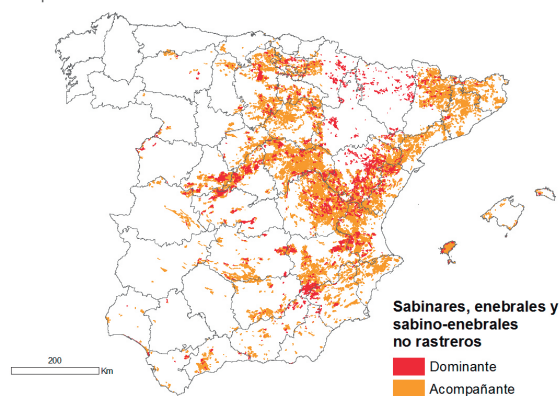 200
Km
Sabinares, enebrales y
sabino-enebrales
no rastreros
Dominante
Acompañante